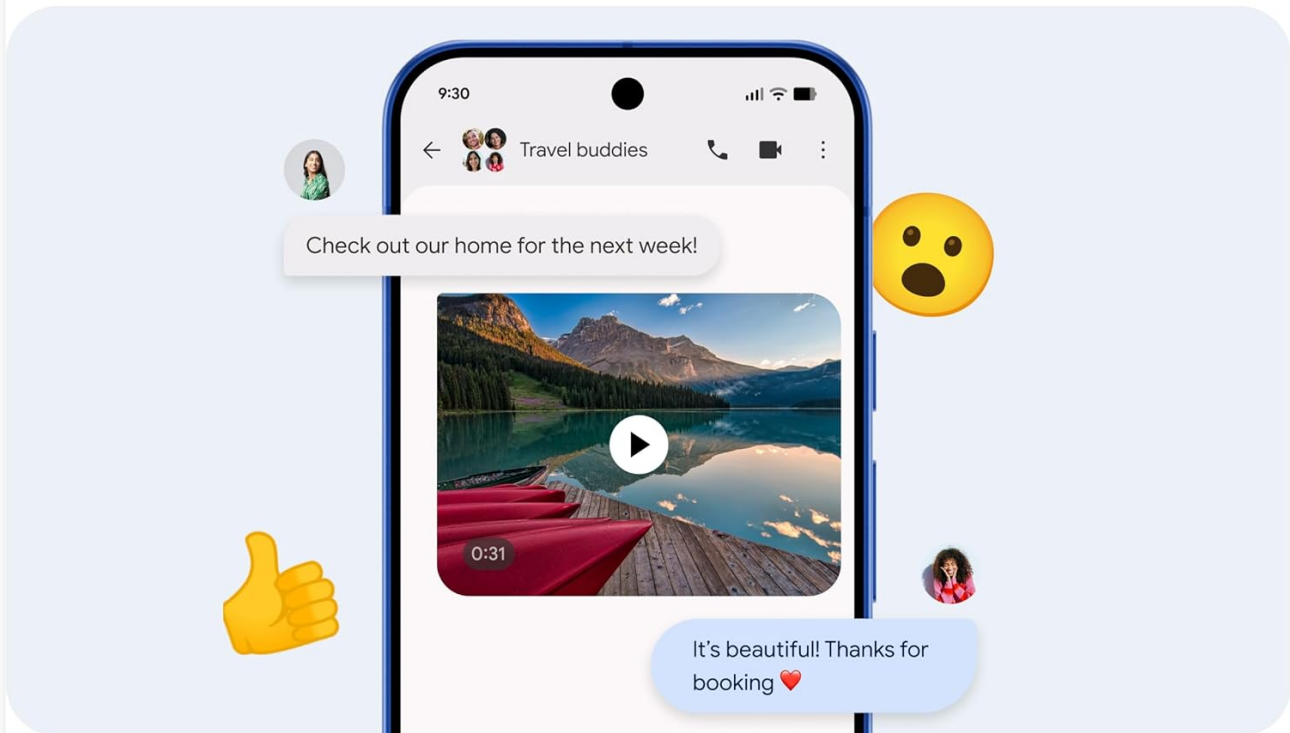 9:30
Travel buddies
Check out our home for the next week!
0:31
It's beautiful! Thanks for
booking ❤️